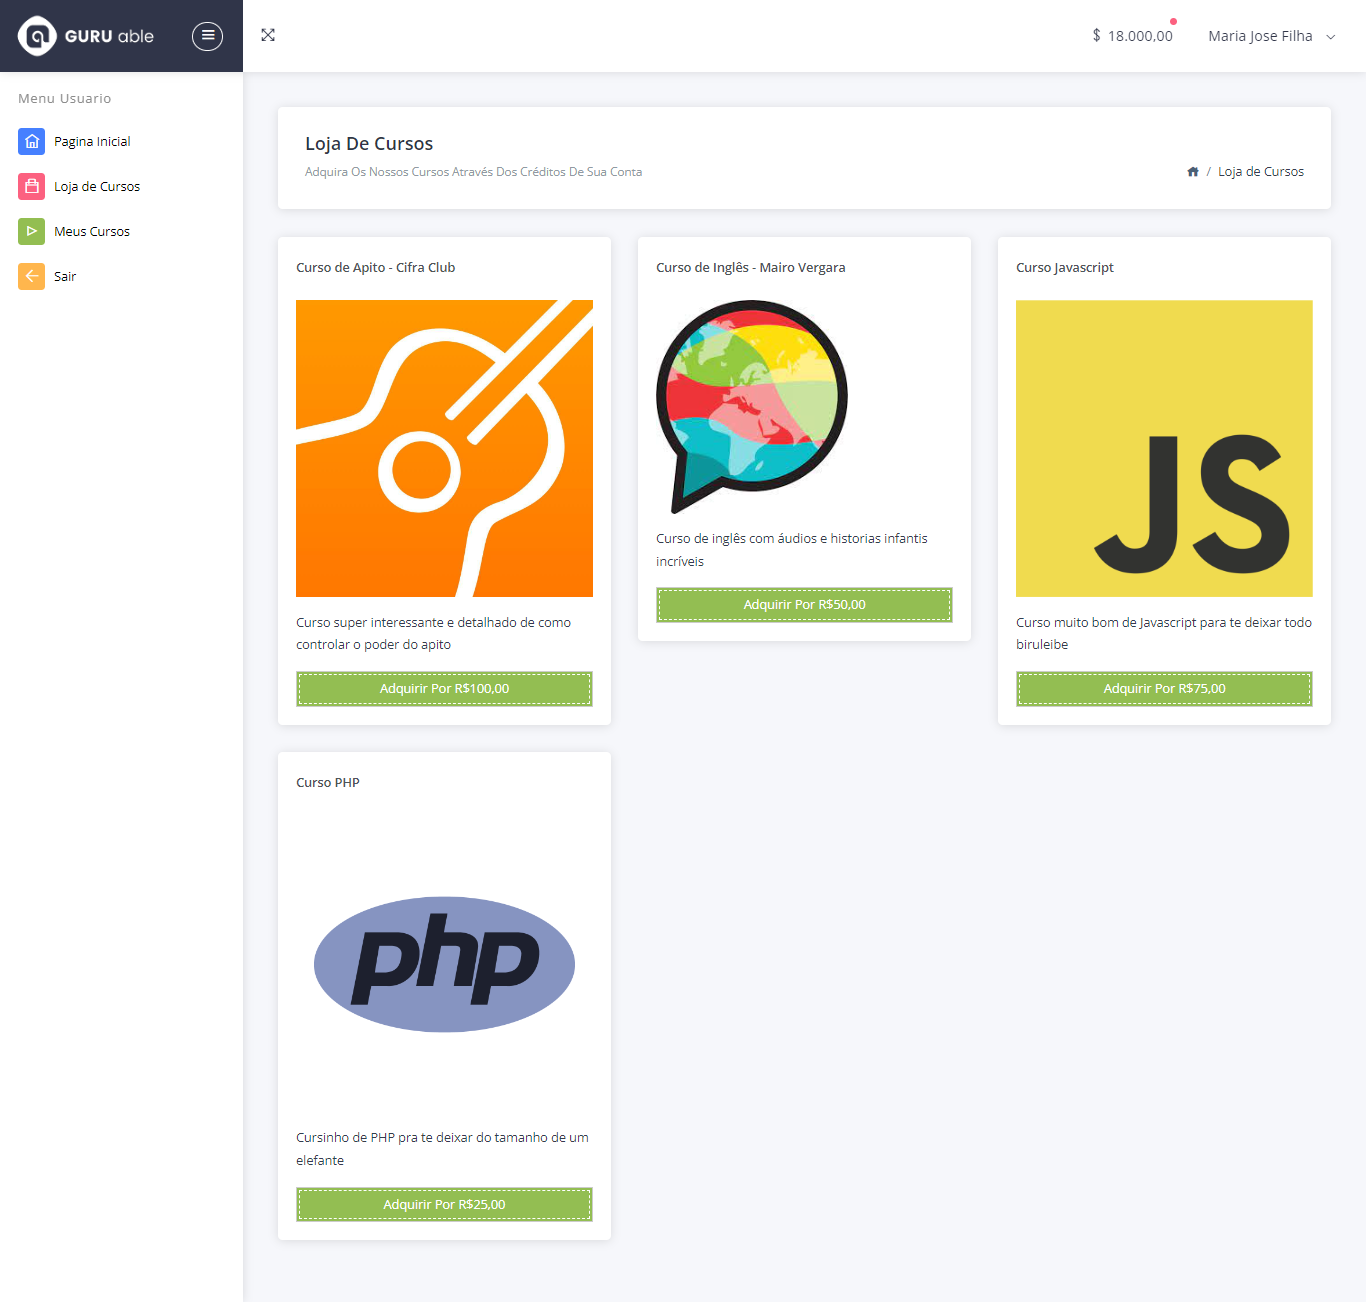 GURU able
$ 18.000,00
Maria Jose Filha
Menu Usuario
Pagina Inicial
Loja de Cursos
Meus Cursos
Sair
Loja De Cursos
Adquira Os Nossos Cursos Através Dos Créditos De Sua Conta
/ Loja de Cursos
Curso de Apito - Cifra Club
Curso super interessante e detalhado de como
controlar o poder do apito
Adquirir Por R$100,00
Curso de Inglês - Mairo Vergara
Curso de inglês com áudios e historias infantis
incríveis
Adquirir Por R$50,00
Curso Javascript
JS
Curso muito bom de Javascript para te deixar todo
biruleibe
Adquirir Por R$75,00
Curso PHP
php
Cursinho de PHP pra te deixar do tamanho de um
elefante
Adquirir Por R$25,00